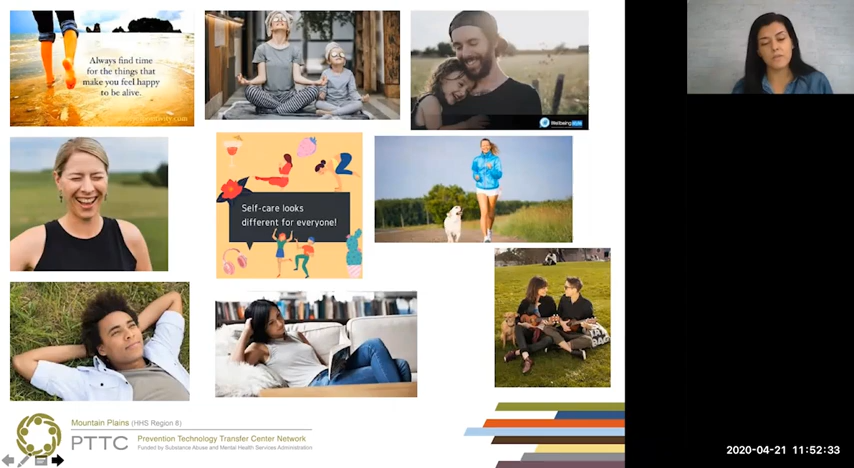 Always find time
for the things that
make you feel happy
to be alive.
Wellbeing
Self-care looks
different for everyone!
Mountain Plains (HHS Region 8)
PTTC
Prevention Technology Transfer Center Network
Funded by Substance Abuse and Mental Health Services Administration
2020-04-21 11:52:33